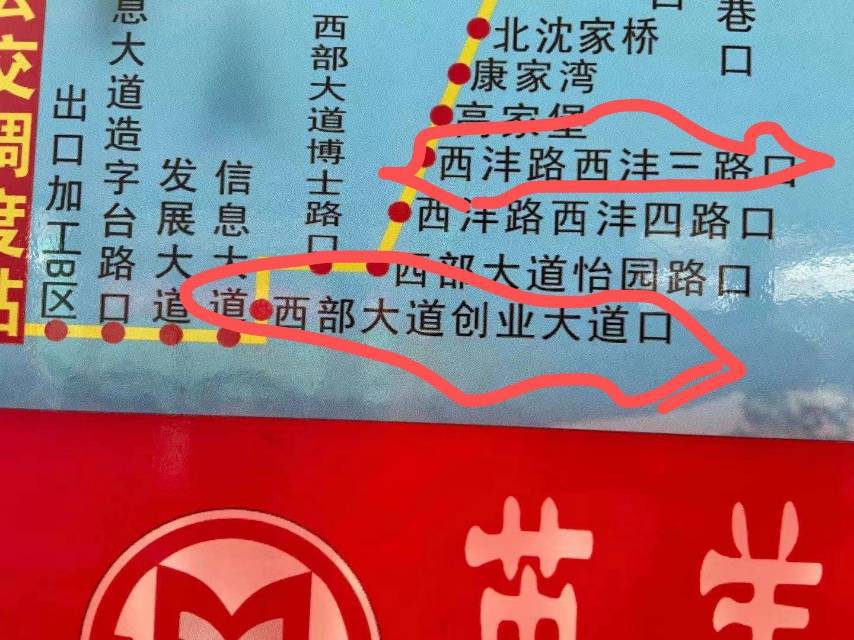 公交调度站
出口加工B区
息大道造字台路口
发展大道
信息大道
西部大道博士路口
北沈家桥
康家湾
高家堡
西沣路西沣三路口
西沣路西沣四路口
西部大道怡园路口
西部大道创业大道口
巷口